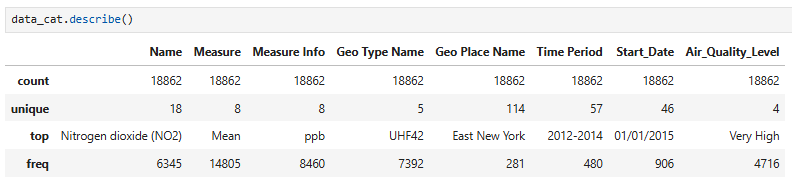 data_cat.describe()
Name Measure Measure Info Geo Type Name Geo Place Name Time Period Start_Date Air_Quality_Level
count 18862 18862 18862 18862 18862 18862 18862 18862
unique 18 8 8 5 114 57 46 4
top Nitrogen dioxide (NO2) Mean ppb UHF42 East New York 2012-2014 01/01/2015 Very High
freq 6345 14805 8460 7392 281 480 906 4716